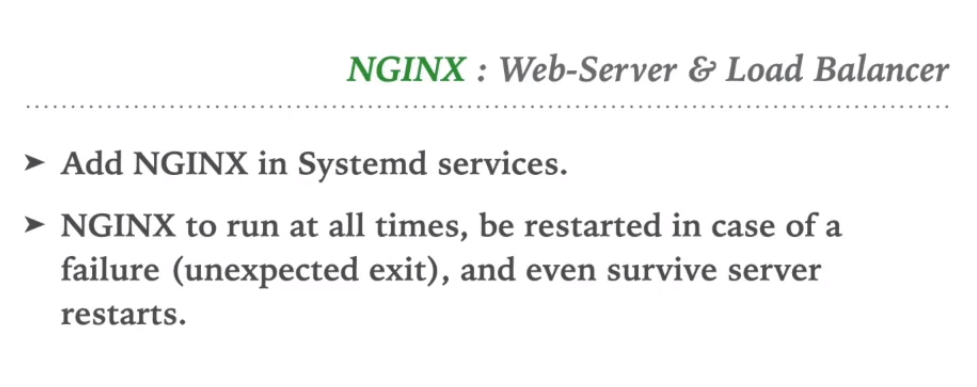 NGINX : Web-Server & Load Balancer
➤ Add NGINX in Systemd services.
➤ NGINX to run at all times, be restarted in case of a
failure (unexpected exit), and even survive server
restarts.